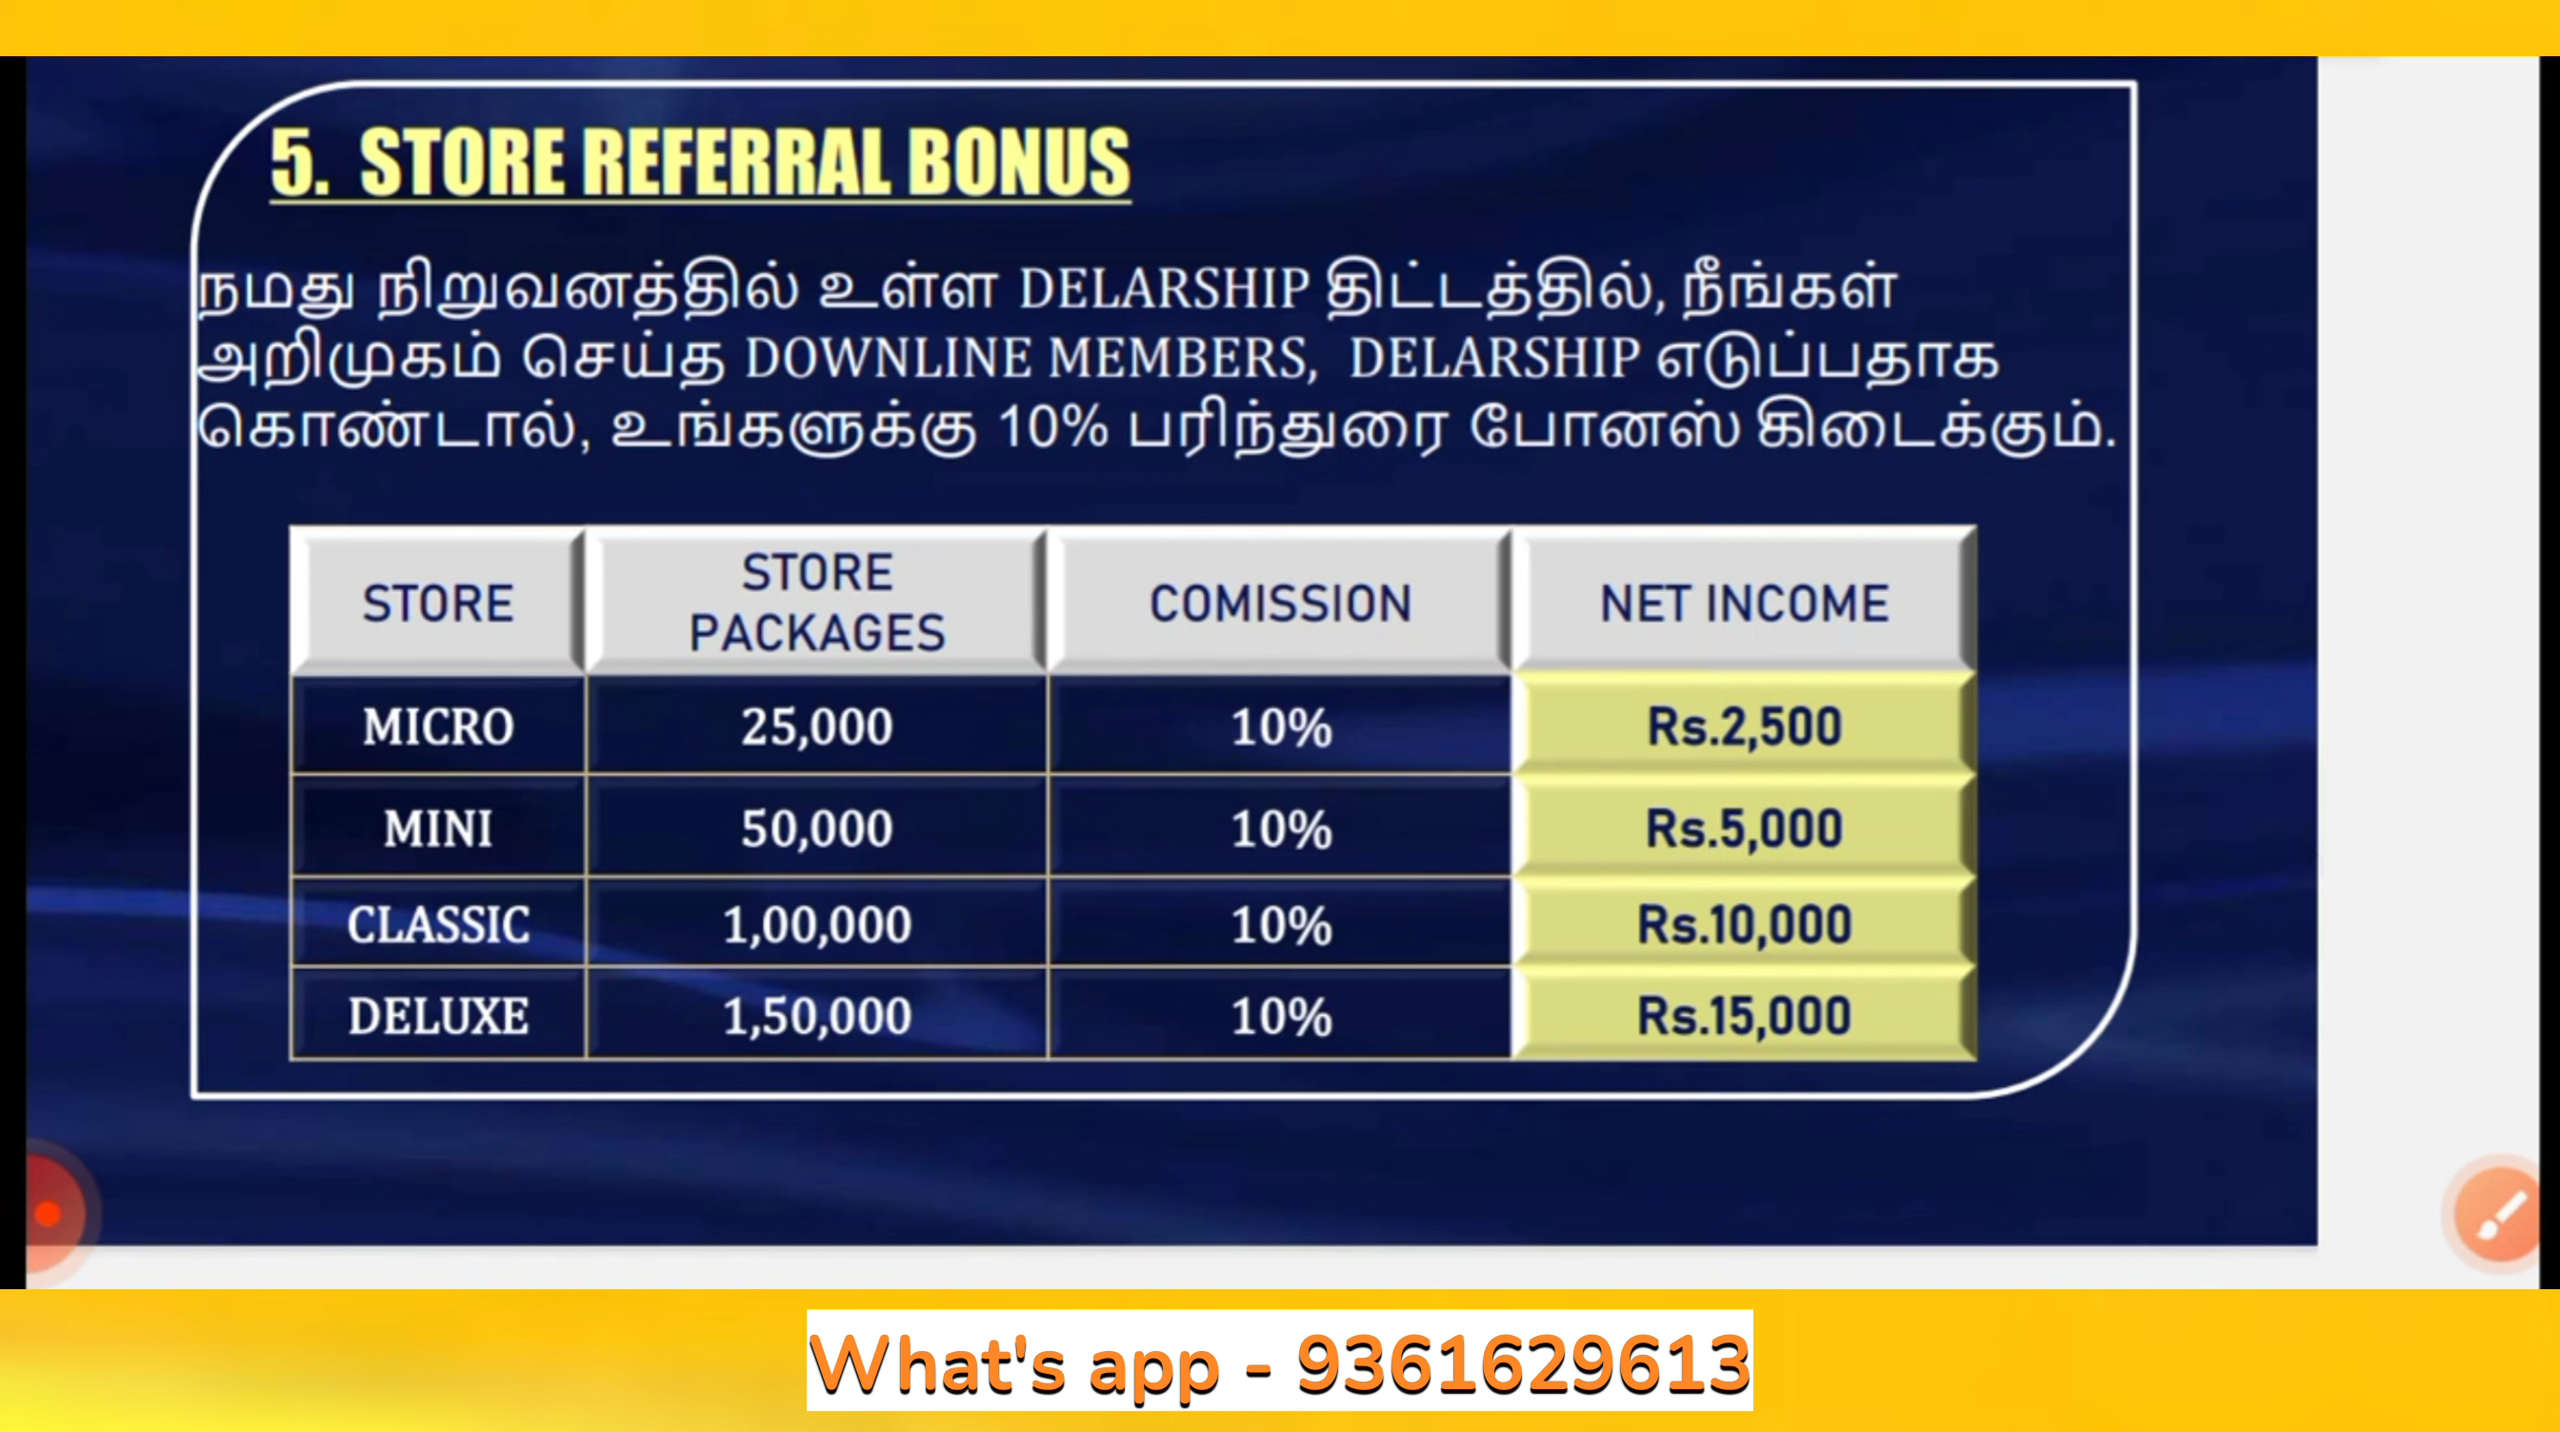 5. STORE REFERRAL BONUS
நமது நிறுவனத்தில் உள்ள DELARSHIP திட்டத்தில், நீங்கள்
அறிமுகம் செய்த DOWNLINE MEMBERS, DELARSHIP எடுப்பதாக
கொண்டால், உங்களுக்கு 10% பரிந்துரை போனஸ் கிடைக்கும்.
STORE STORE PACKAGES COMISSION NET INCOME
MICRO 25,000 10% Rs.2,500
MINI 50,000 10% Rs.5,000
CLASSIC 1,00,000 10% Rs.10,000
DELUXE 1,50,000 10% Rs.15,000
What's app - 9361629613